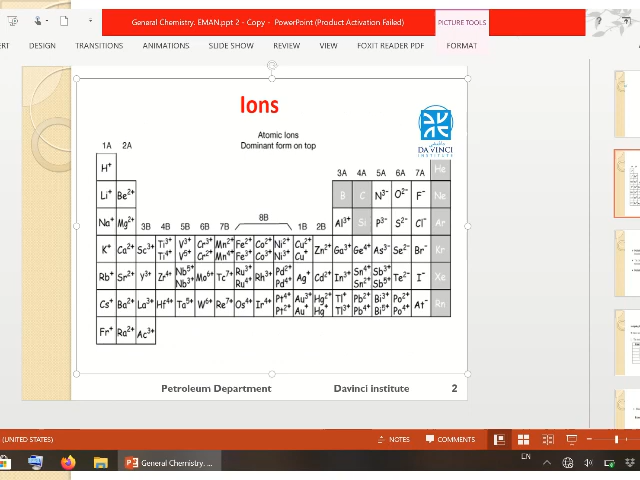 General Chemistry. EMAN.ppt 2 - Copy - PowerPoint (Product Activation Failed)
PICTURE TOOLS
?
ERT DESIGN TRANSITIONS ANIMATIONS SLIDE SHOW REVIEW VIEW FOXIT READER PDF FORMAT
Ions
Atomic Ions
Dominant form on top
DAVINCI
INSTITUTE
1A 2A
3A 4A 5A 6A 7A
H+ He
Li+ Be2+ B C N3- O2- F- Ne
Na+ Mg2+ 3B 4B 5B 6B 7B 8B 1B 2B Al3+ Si P3- S2- Cl- Ar
K+ Ca2+ Sc3+ Ti3+ Ti4+ V3+ V5+ Cr3+ Cr2+ Mn2+ Mn4+ Fe2+ Fe3+ Co2+ Co3+ Ni2+ Ni3+ Cu2+ Cu+ Zn2+ Ga3+ Ge4+ As3- Se2- Br- Kr
Rb+ Sr2+ Y3+ Zr4+ Nb5+ Nb3+ Mo6+ Tc7+ Ru3+ Ru4+ Rh3+ Pd2+ Pd4+ Ag+ Cd2+ In3+ Sn4+ Sn2+ Sb3+ Sb5+ Te2- I- Xe
Cs+ Ba2+ La3+ Hf4+ Ta5+ W6+ Re7+ Os4+ Ir4+ Pt4+ Pt2+ Au3+ Au+ Hg2+ Hg+ Tl+ Tl3+ Pb2+ Pb4+ Bi3+ Bi5+ Po2+ Po4+ At- Rn
Fr+ Ra2+ Ac3+
Petroleum Department Davinci institute 2
(UNITED STATES) NOTES COMMENTS
General Chemistry. ...
EN